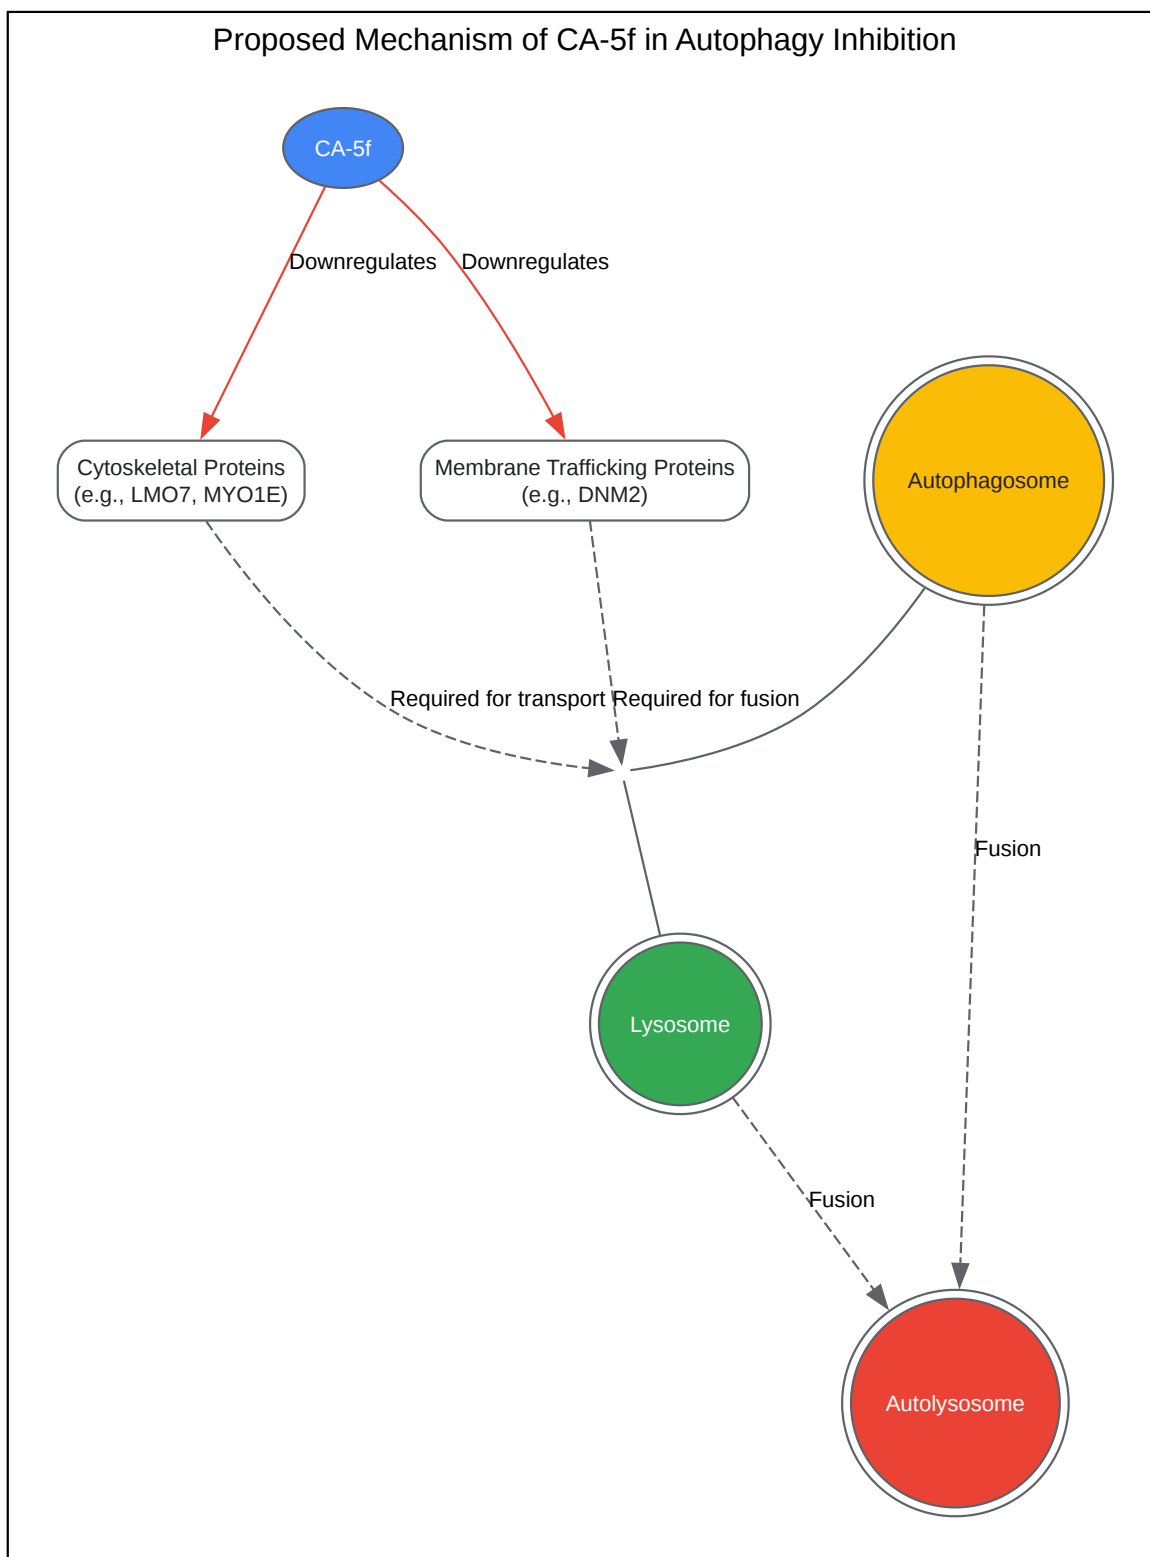 Proposed Mechanism of CA-5f in Autophagy Inhibition
CA-5f
Downregulates
Downregulates
Cytoskeletal Proteins
(e.g., LMO7, MYO1E)
Membrane Trafficking Proteins
(e.g., DNM2)
Autophagosome
Required for transport
Required for fusion
Fusion
Lysosome
Fusion
Autolysosome